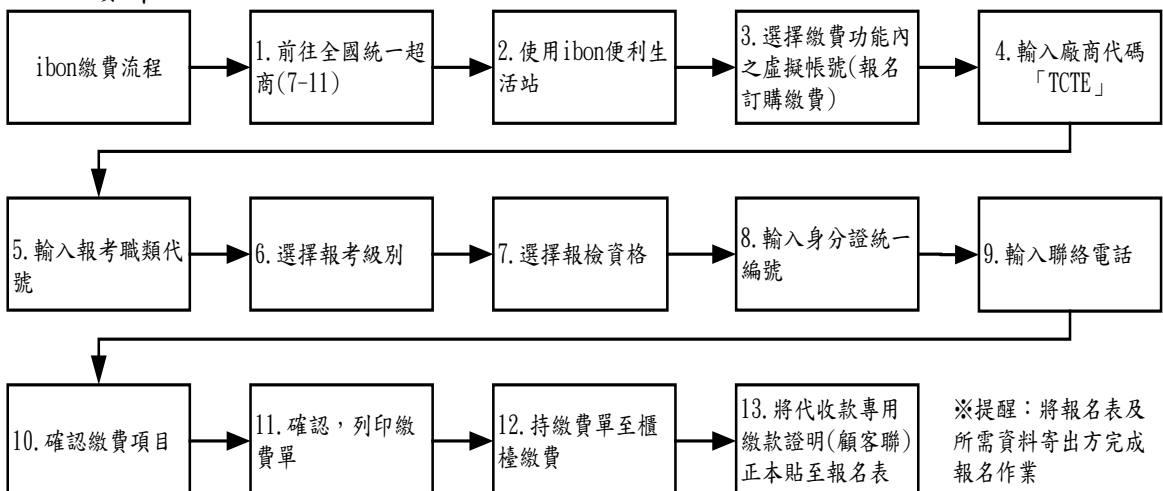 ibon繳費流程
1.前往全國統一超
商(7-11)
2.使用ibon便利生
活站
3.選擇繳費功能內
之虛擬帳號(報名
訂購繳費)
4.輸入廠商代碼
「TCTE」
5.輸入報考職類代
號
6.選擇報考級別
7.選擇報檢資格
8.輸入身分證統一
編號
9.輸入聯絡電話
10.確認繳費項目
11.確認，列印繳
費單
12.持繳費單至櫃
檯繳費
13.將代收款專用
繳款證明(顧客聯)
正本貼至報名表
※提醒：將報名表及
所需資料寄出方完成
報名作業